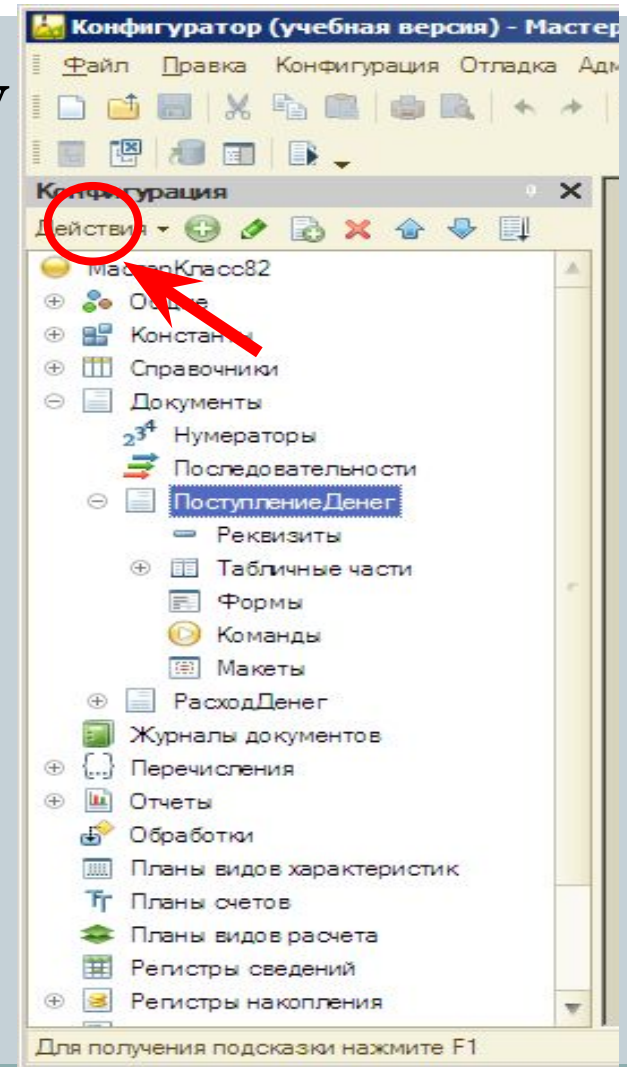 у
Конфигуратор (учебная версия) - Мастер
Файл Правка Конфигурация Отладка Адм
Конфигурация
Действия
МастерКласс82
Общие
Константы
Справочники
Документы
Нумераторы
Последовательности
ПоступлениеДенег
Реквизиты
Табличные части
Формы
Команды
Макеты
РасходДенег
Журналы документов
Перечисления
Отчеты
Обработки
Планы видов характеристик
Планы счетов
Планы видов расчета
Регистры сведений
Регистры накопления
Для получения подсказки нажмите F1